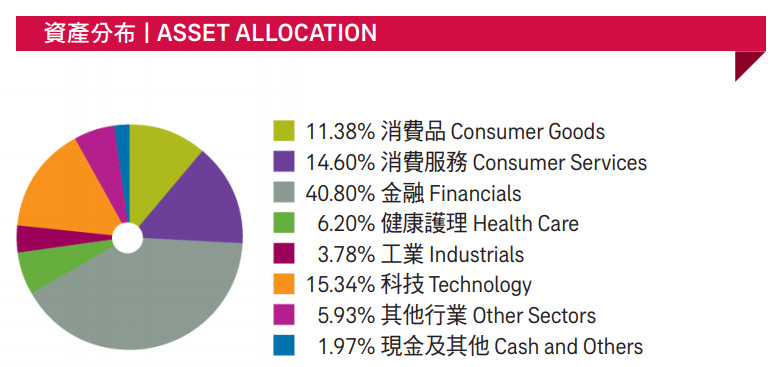 資產分布 | ASSET ALLOCATION
11.38% 消費品 Consumer Goods
14.60% 消費服務 Consumer Services
40.80% 金融 Financials
6.20% 健康護理 Health Care
3.78% 工業 Industrials
15.34% 科技 Technology
5.93% 其他行業 Other Sectors
1.97% 現金及其他 Cash and Others